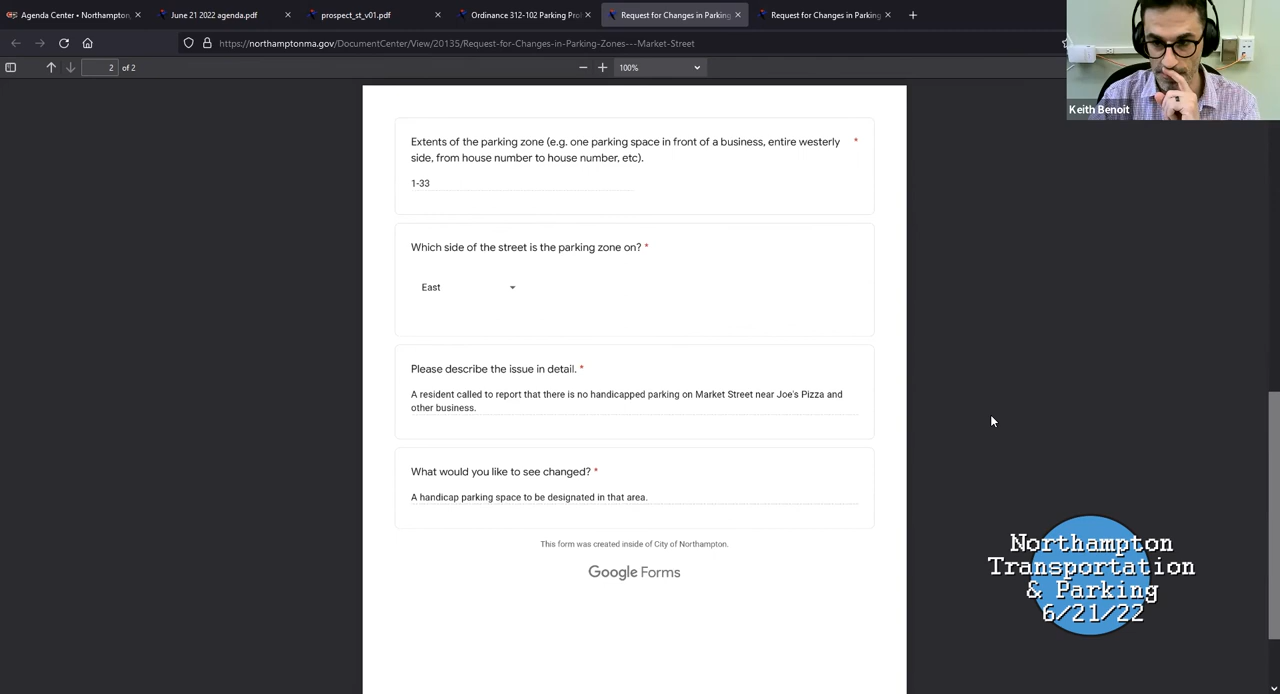 Agenda Center • Northampton,
June 21 2022 agenda.pdf
prospect_st_v01.pdf
Ordinance 312-102 Parking Prol
Request for Changes in Parking
Request for Changes in Parking
https://northamptonma.gov/DocumentCenter/View/20135/Request-for-Changes-in-Parking-Zones---Market-Street
2 of 2
100%
Keith Benoit
Extents of the parking zone (e.g. one parking space in front of a business, entire westerly *
side, from house number to house number, etc).
1-33
Which side of the street is the parking zone on? *
East
Please describe the issue in detail. *
A resident called to report that there is no handicapped parking on Market Street near Joe's Pizza and
other business.
What would you like to see changed? *
A handicap parking space to be designated in that area.
This form was created inside of City of Northampton.
Google Forms
Northampton
Transportation
& Parking
6/21/22